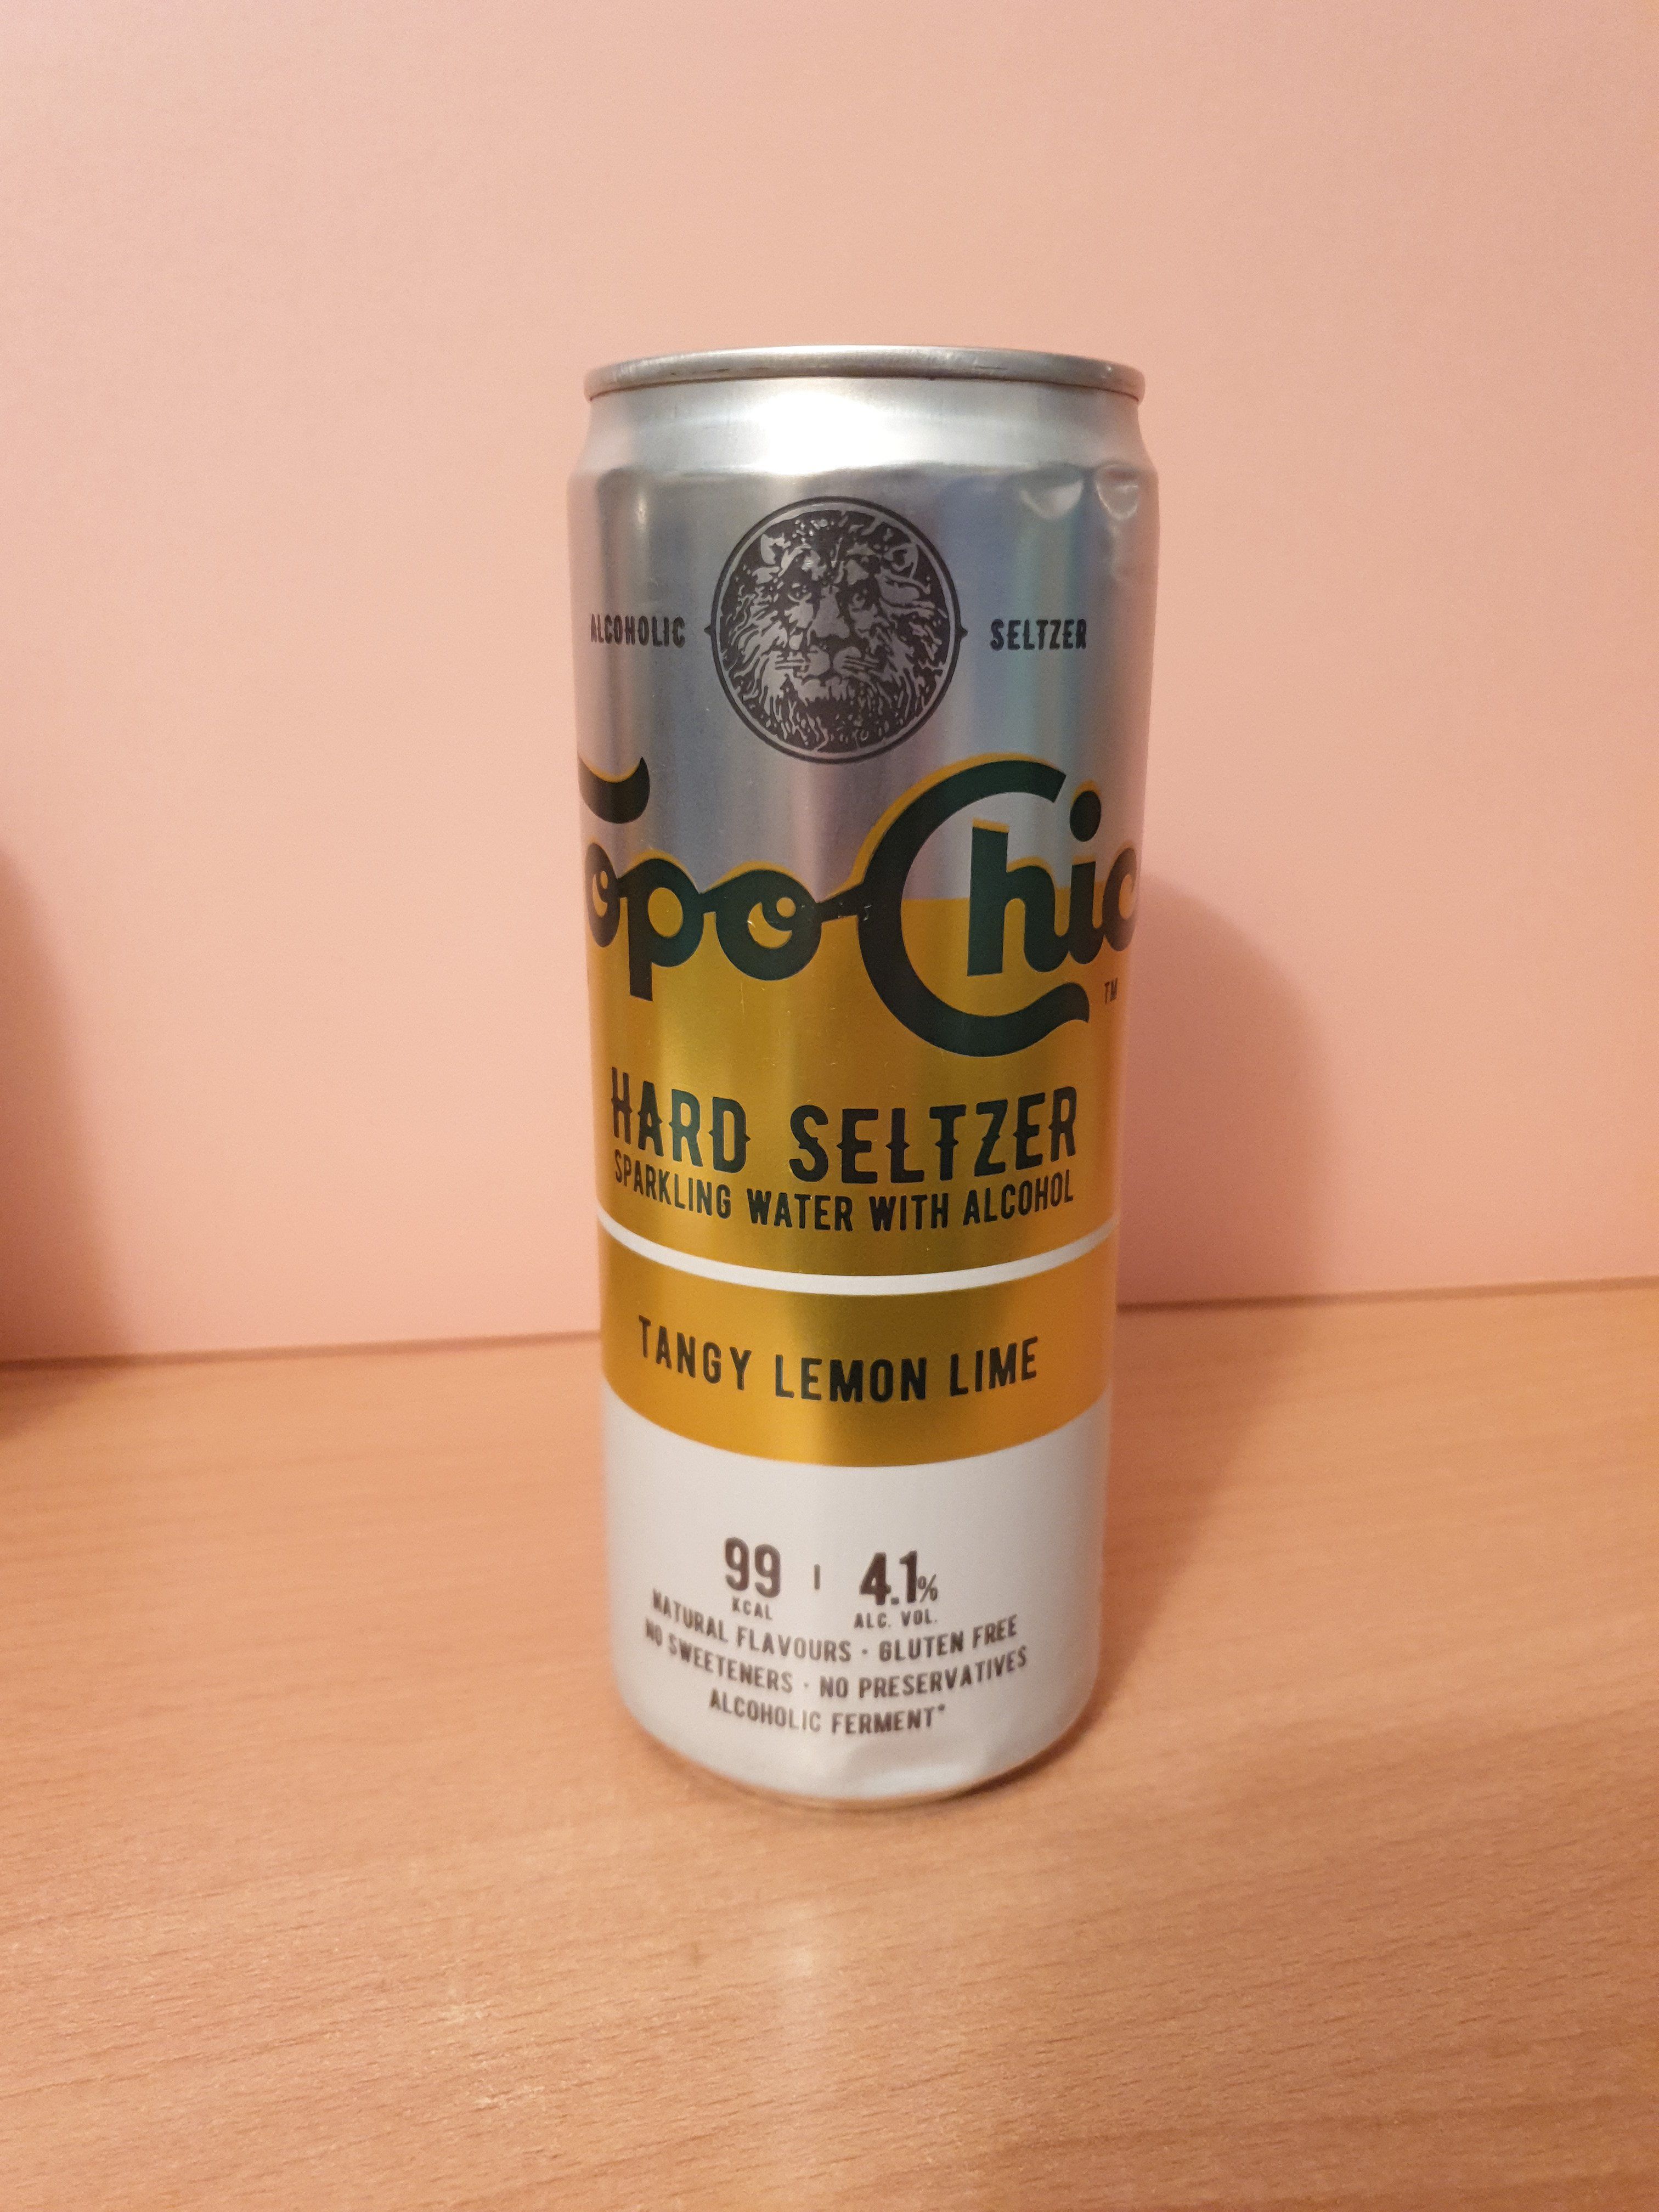 ALCOHOLIC SELTZER
Topo Chic
TM
HARD SELTZER
SPARKLING WATER WITH ALCOHOL
TANGY LEMON LIME
99 | 4.1%
KCAL ALC. VOL.
NATURAL FLAVOURS · GLUTEN FREE
NO SWEETENERS · NO PRESERVATIVES
ALCOHOLIC FERMENT*